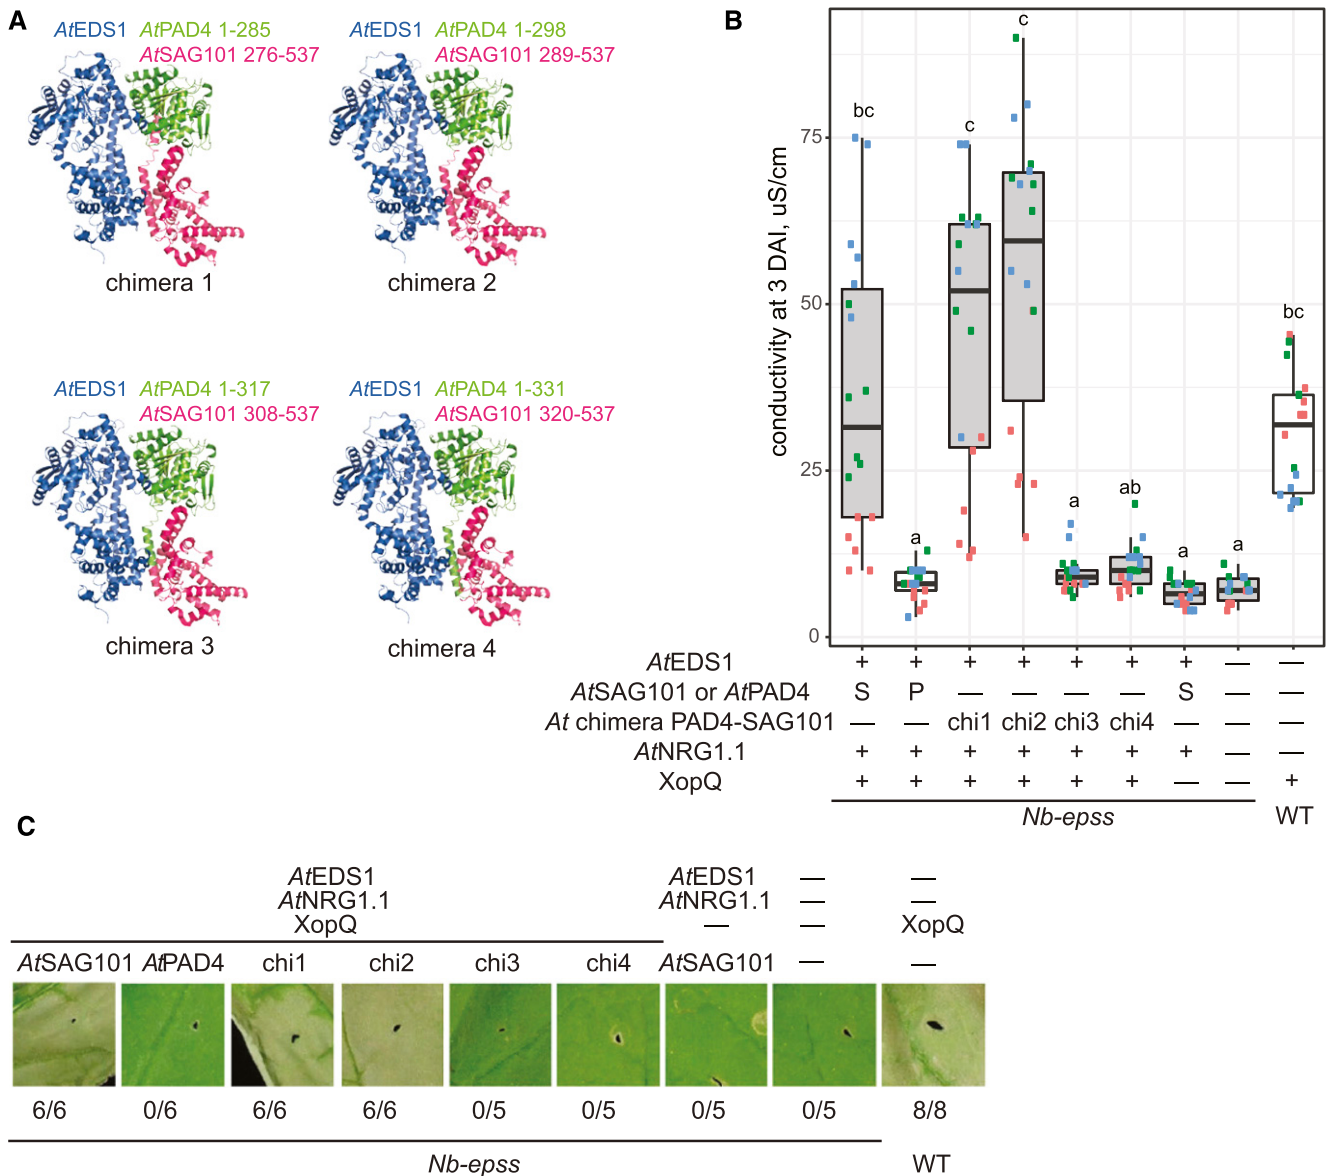 A
AtEDS1 AtPAD4 1-285
AtSAG101 276-537
chimera 1
AtEDS1 AtPAD4 1-298
AtSAG101 289-537
chimera 2
AtEDS1 AtPAD4 1-317
AtSAG101 308-537
chimera 3
AtEDS1 AtPAD4 1-331
AtSAG101 320-537
chimera 4
B
conductivity at 3 DAI, uS/cm
75
50
25
0
bc a c c a ab a a bc
AtEDS1 + + + + + + + — —
AtSAG101 or AtPAD4 S P — — — — S — —
At chimera PAD4-SAG101 — — chi1 chi2 chi3 chi4 — — —
AtNRG1.1 + + + + + + + — —
XopQ + + + + + + — — +
Nb-epss WT
C
AtEDS1 AtEDS1 — —
AtNRG1.1 AtNRG1.1 — —
XopQ — — XopQ
AtSAG101 AtPAD4 chi1 chi2 chi3 chi4 AtSAG101 — —
6/6 0/6 6/6 6/6 0/5 0/5 0/5 0/5 8/8
Nb-epss WT